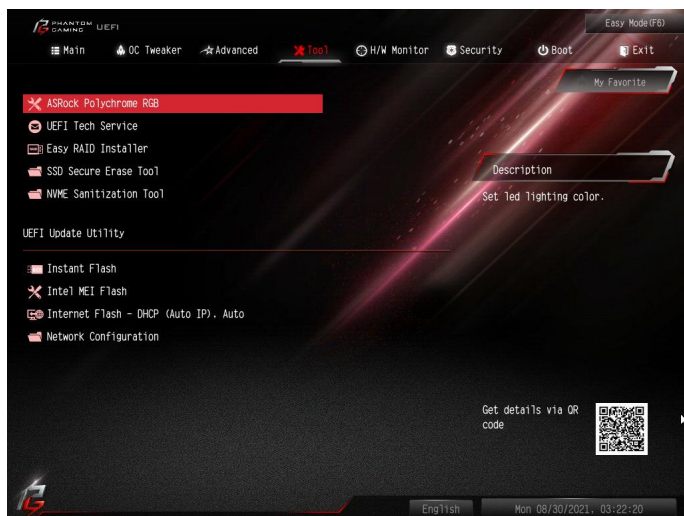 PHANTOM
GAMING UEFI
Easy Mode(F6)
Main OC Tweaker Advanced Tool H/W Monitor Security Boot Exit
My Favorite
ASRock Polychrome RGB
UEFI Tech Service
Easy RAID Installer
SSD Secure Erase Tool
NVME Sanitization Tool
Description
Set led lighting color.
UEFI Update Utility
Instant Flash
Intel MEI Flash
Internet Flash - DHCP (Auto IP). Auto
Network Configuration
Get details via QR
code
English
Mon 08/30/2021. 03:22:20